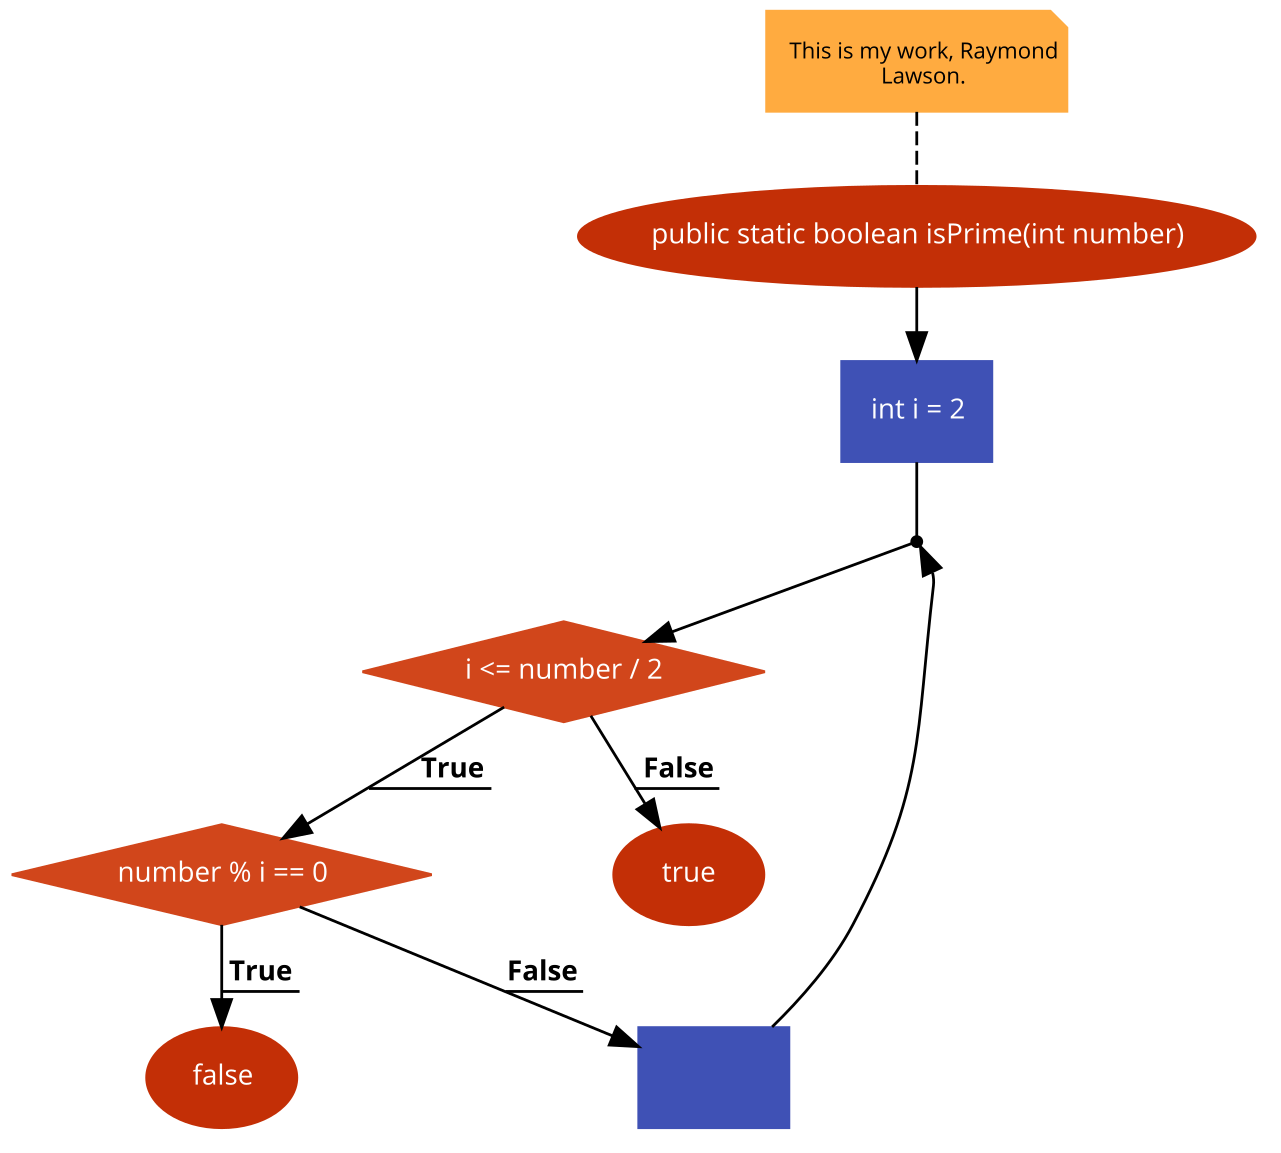 This is my work, Raymond
Lawson.
public static boolean isPrime(int number)
int i = 2
i <= number / 2
True
False
number % i == 0
true
True
False
false